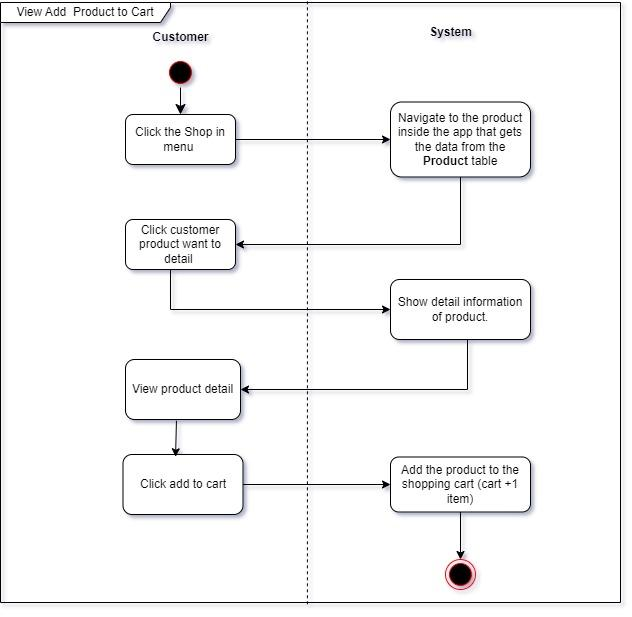 View Add  Product to Cart
Customer
System
Click the Shop in
menu
Navigate to the product
inside the app that gets
the data from the
Product table
Click customer
product want to
detail
Show detail information
of product.
View product detail
Click add to cart
Add the product to the
shopping cart (cart +1
item)